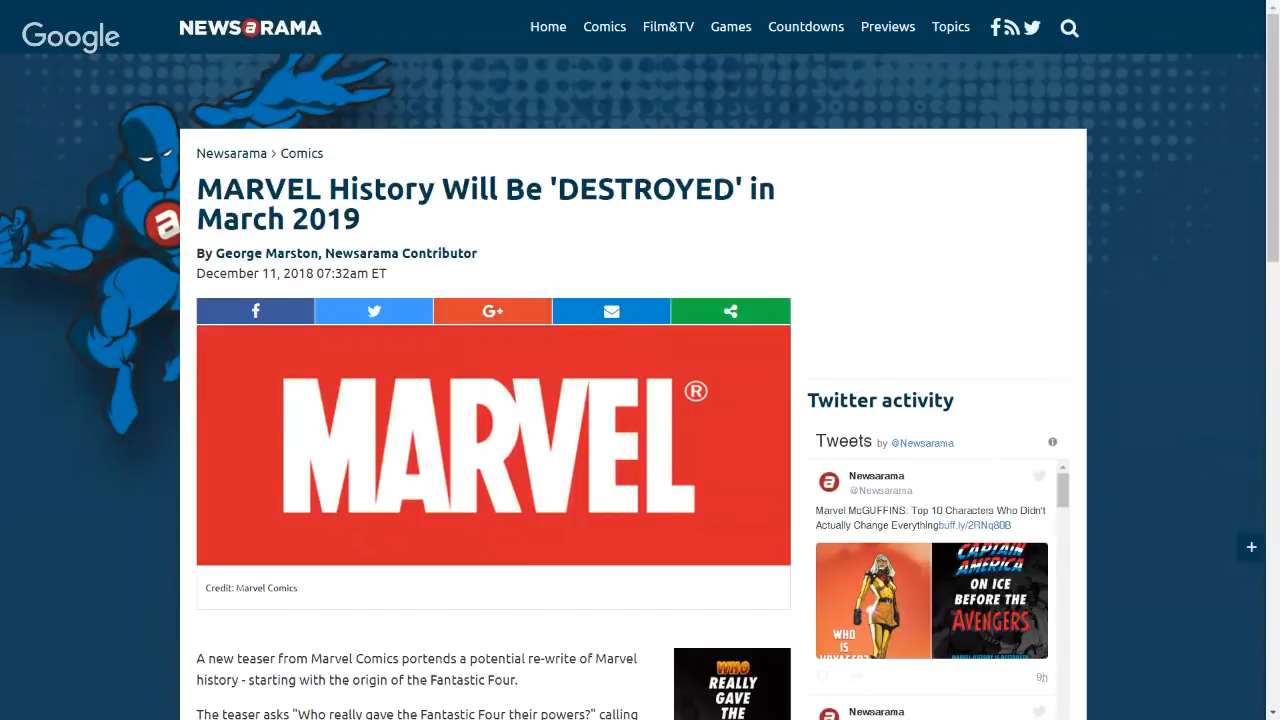 Google
NEWSaRAMA
Home Comics Film&TV Games Countdowns Previews Topics
Newsarama > Comics
MARVEL History Will Be 'DESTROYED' in
March 2019
By George Marston, Newsarama Contributor
December 11, 2018 07:32am ET
G+
MARVEL®
Credit: Marvel Comics
A new teaser from Marvel Comics portends a potential re-write of Marvel
history - starting with the origin of the Fantastic Four.
The teaser asks "Who really gave the Fantastic Four their powers?" calling
WHO
REALLY
GAVE
THE
Twitter activity
Tweets by @Newsarama
Newsarama
@Newsarama
Marvel McGUFFINS: Top 10 Characters Who Didn't
Actually Change Everythingbuff.ly/2RNq80B
WHO
IS
VOYAGER?
CAPTAIN
AMERICA
ON ICE
BEFORE THE
AVENGERS
MARVEL HISTORY IS DESTROYED
9h
Newsarama